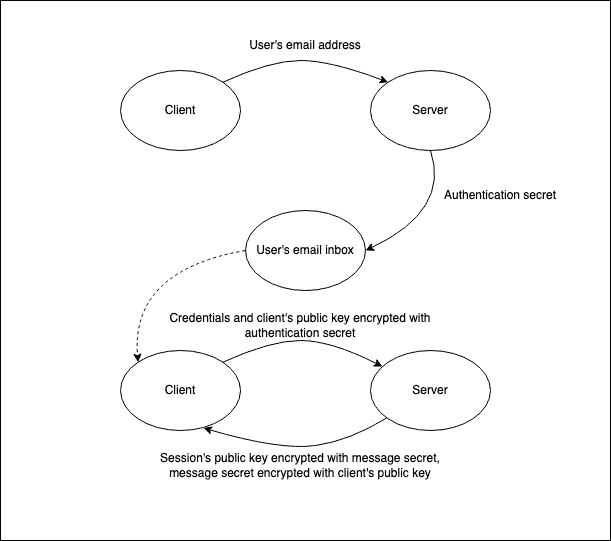 User's email address
Client
Server
Authentication secret
User's email inbox
Credentials and client's public key encrypted with
authentication secret
Client
Server
Session's public key encrypted with message secret,
message secret encrypted with client's public key